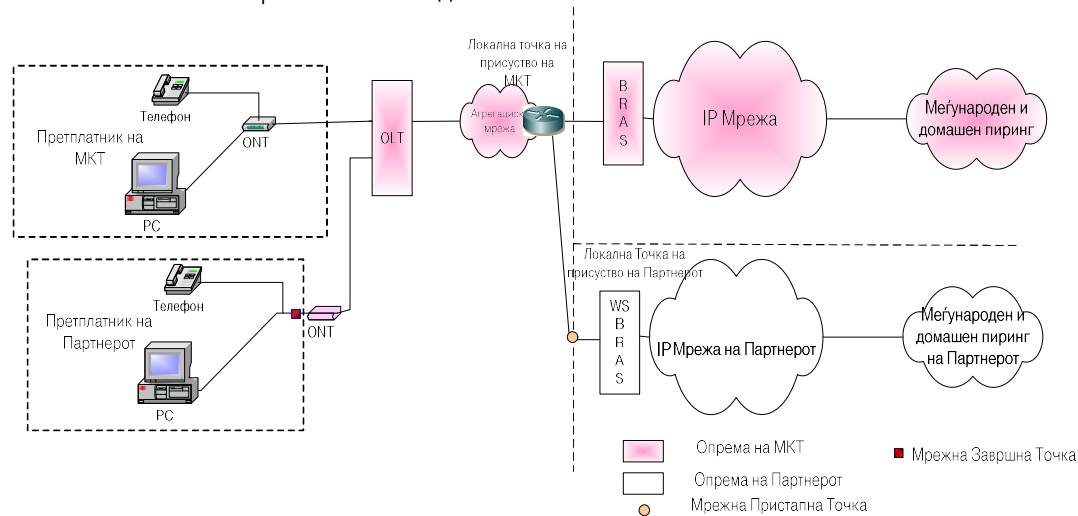 Локална точка на
присуство на
МКТ
Телефон
Претплатник на
МКТ
ONT
PC
OLT
Агрегациск
мрежа
B
R
A
S
IP Мрежа
Меѓународен и
домашен пиринг
Локална Точка на
присуство на Партнерот
Телефон
Претплатник на
Партнерот
ONT
PC
WS
B
R
A
S
IP Мрежа на Партнерот
Меѓународен и
домашен пиринг
на Партнерот
Опрема на МКТ
Мрежна Завршна Точка
Опрема на Партнерот
Мрежна Пристапна Точка